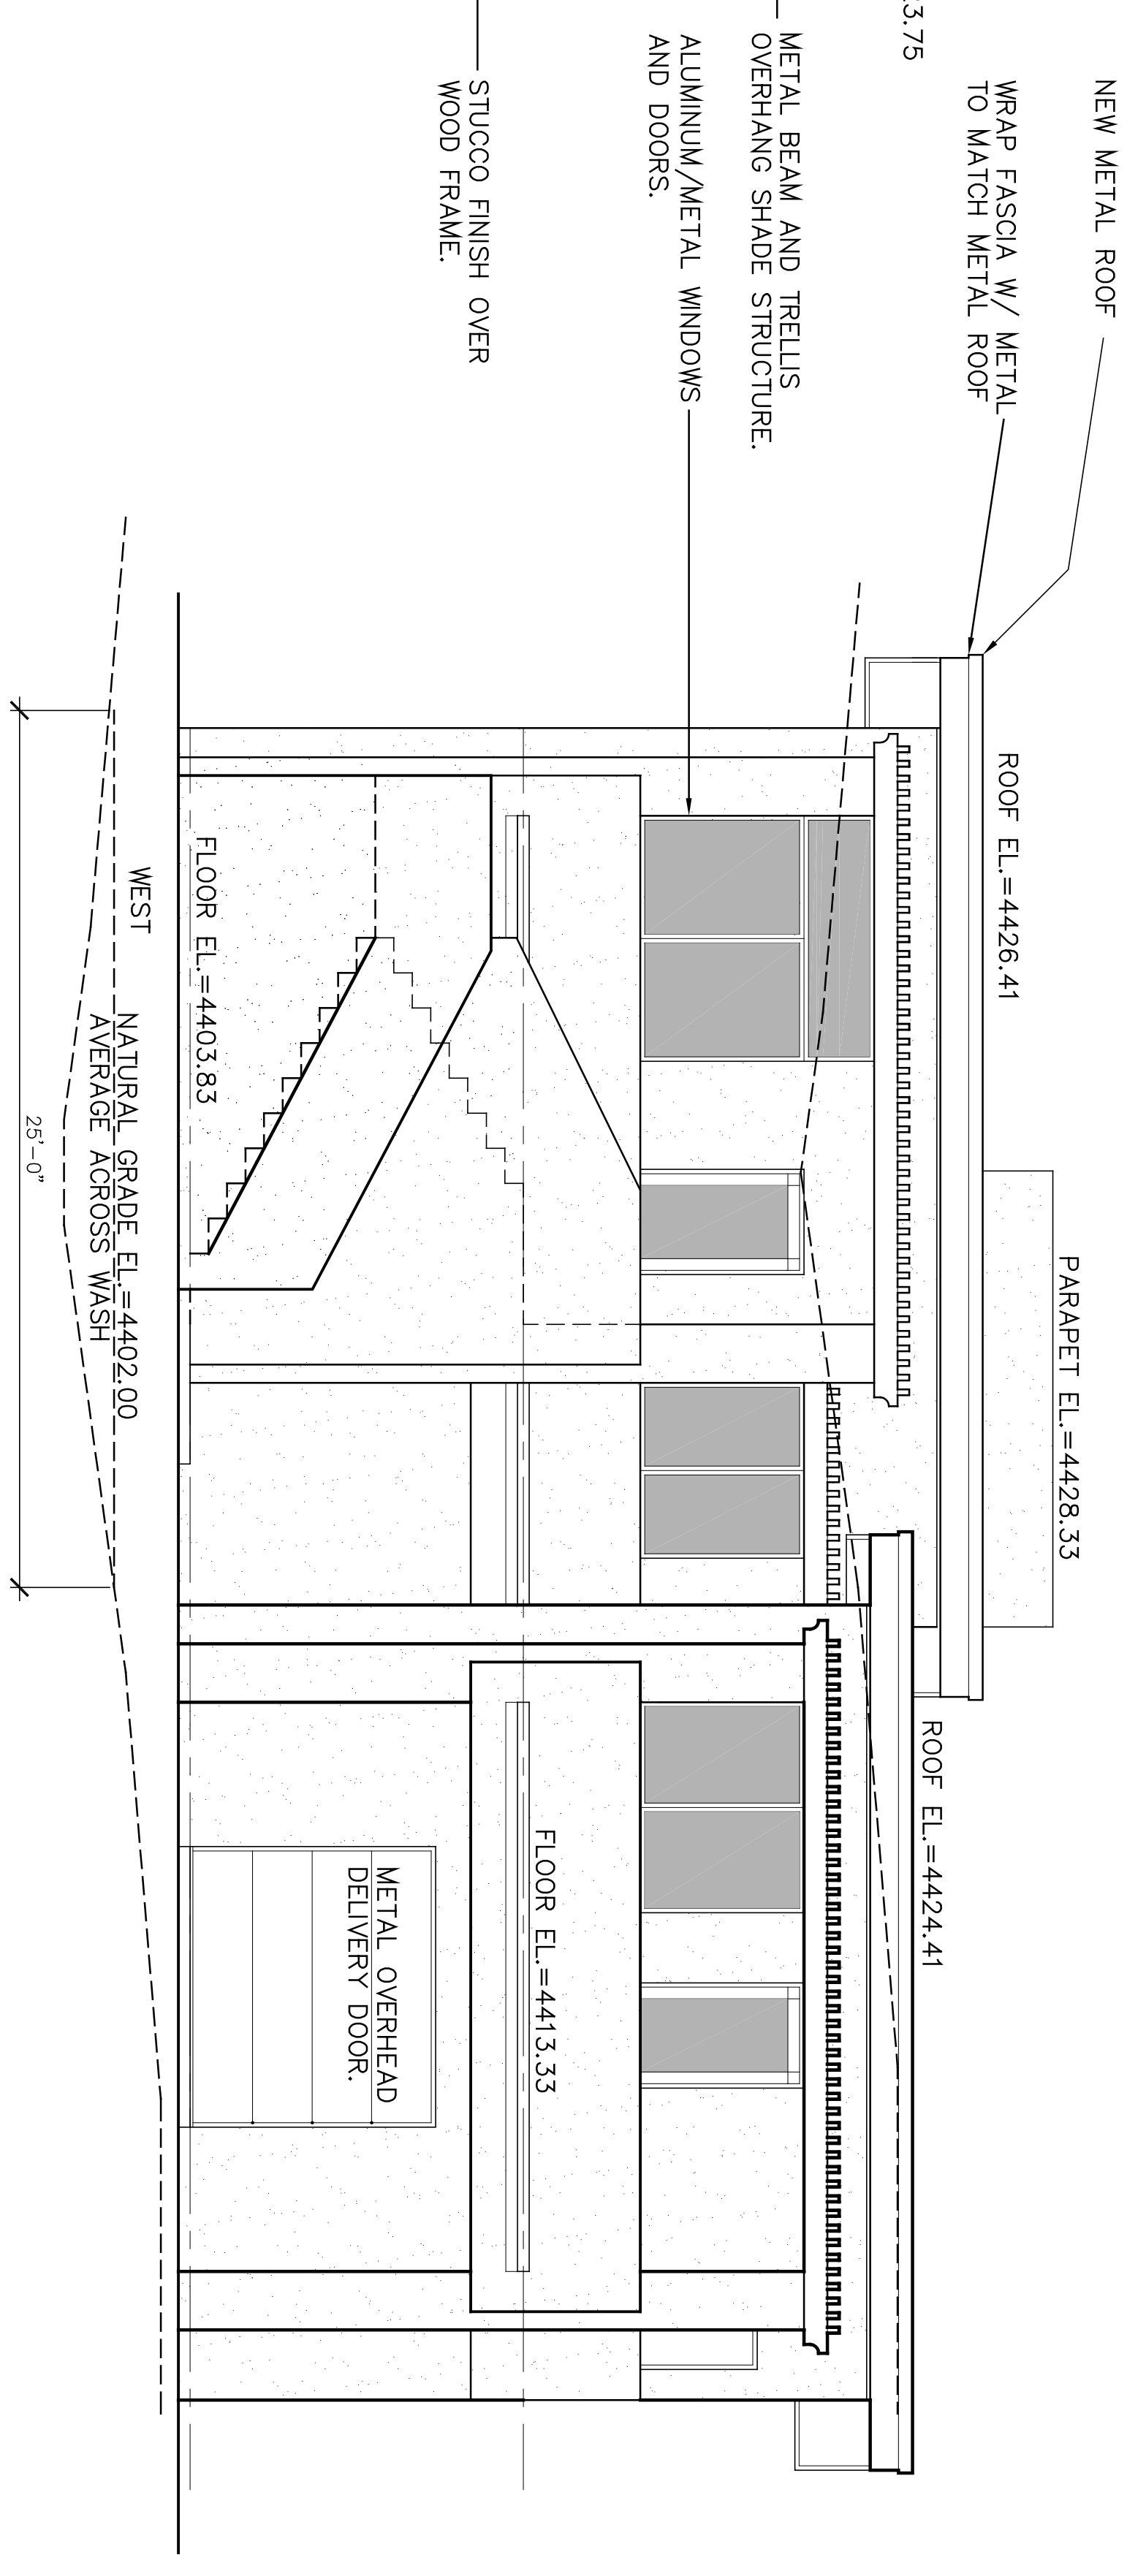 3.75
NEW METAL ROOF
WRAP FASCIA W/ METAL
TO MATCH METAL ROOF
METAL BEAM AND TRELLIS
OVERHANG SHADE STRUCTURE.
ALUMINUM/METAL WINDOWS
AND DOORS.
STUCCO FINISH OVER
WOOD FRAME.
PARAPET EL.=4428.33
ROOF EL.=4426.41
ROOF EL.=4424.41
FLOOR EL.=4413.33
METAL OVERHEAD
DELIVERY DOOR.
FLOOR EL.=4403.83
WEST
NATURAL GRADE EL.=4402.00
AVERAGE ACROSS WASH
25'-0"